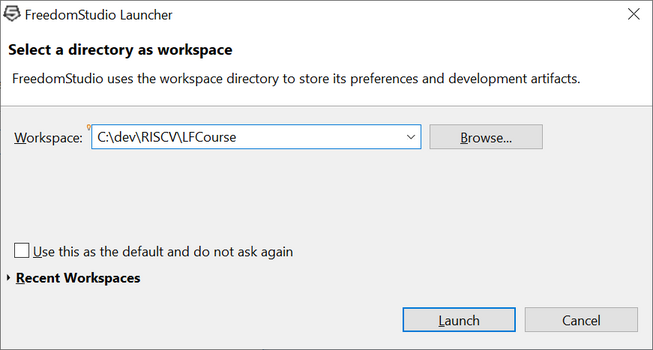 FreedomStudio Launcher
Select a directory as workspace
FreedomStudio uses the workspace directory to store its preferences and development artifacts.
Workspace: C:\dev\RISCV\LFCourse Browse...
Use this as the default and do not ask again
Recent Workspaces
Launch Cancel